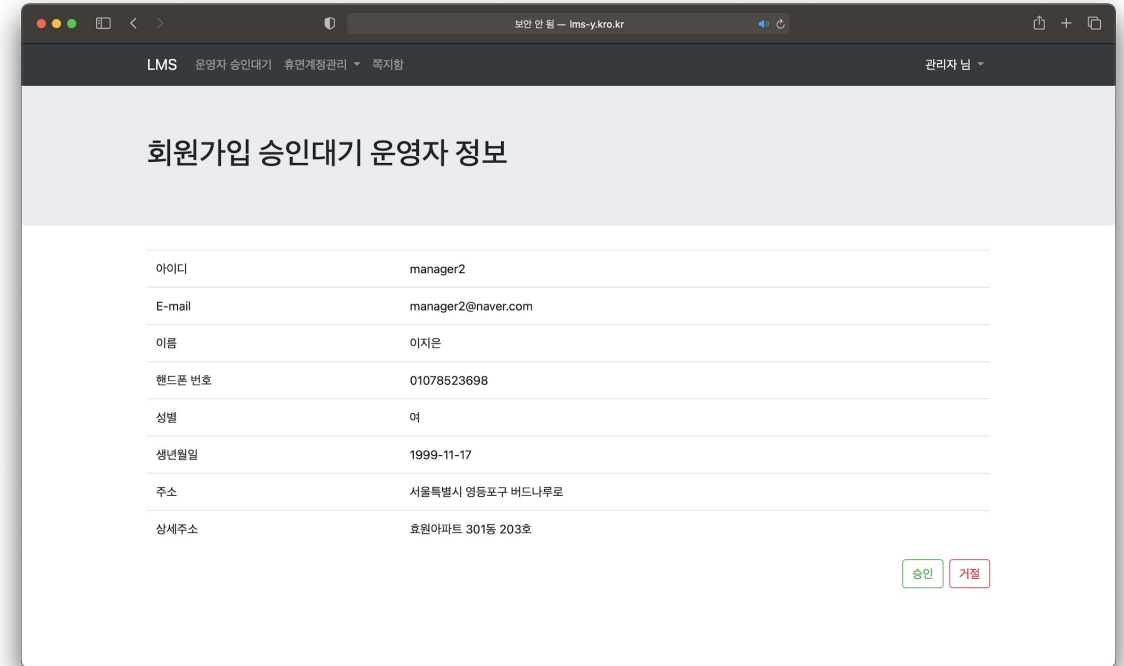 보안 안 됨 — lms-y.kro.kr
LMS 운영자 승인대기 휴면계정관리 쪽지함 관리자 님
회원가입 승인대기 운영자 정보
아이디 manager2
E-mail manager2@naver.com
이름 이지은
핸드폰 번호 01078523698
성별 여
생년월일 1999-11-17
주소 서울특별시 영등포구 버드나루로
상세주소 효원아파트 301동 203호
승인 거절